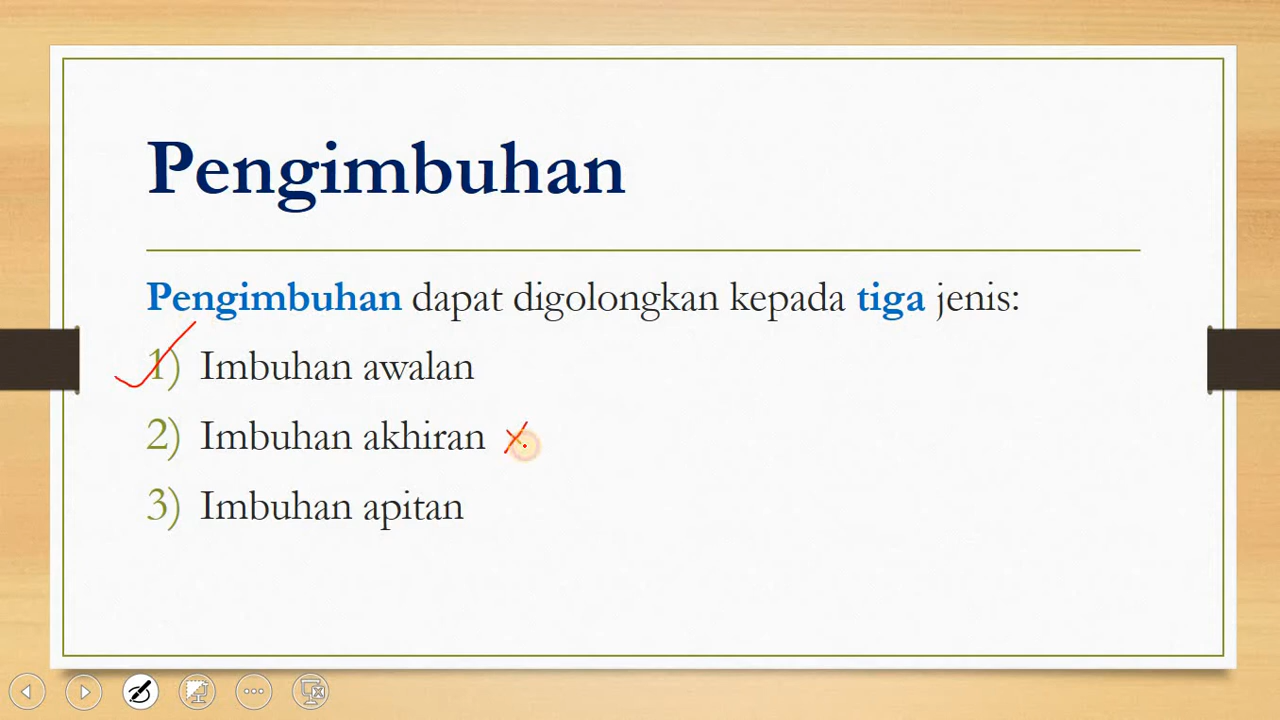 Pengimbuhan
Pengimbuhan dapat digolongkan kepada tiga jenis:
1) Imbuhan awalan
2) Imbuhan akhiran
3) Imbuhan apitan